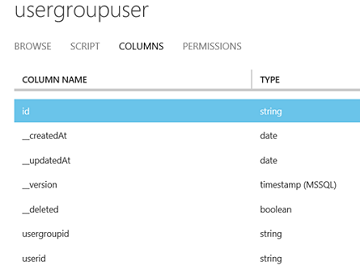 usergroupuser
BROWSE SCRIPT COLUMNS PERMISSIONS
COLUMN NAME TYPE
id string
__createdAt date
__updatedAt date
__version timestamp (MSSQL)
__deleted boolean
usergroupid string
userid string